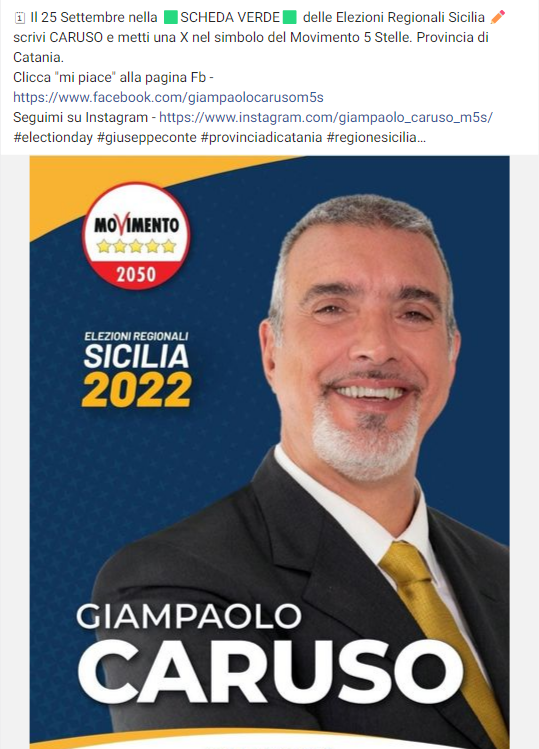 🗓 Il 25 Settembre nella 🟩SCHEDA VERDE🟩 delle Elezioni Regionali Sicilia 🖍
scrivi CARUSO e metti una X nel simbolo del Movimento 5 Stelle. Provincia di
Catania.
Clicca "mi piace" alla pagina Fb -
https://www.facebook.com/giampaolocarusom5s
Seguimi su Instagram - https://www.instagram.com/giampaolo_caruso_m5s/
#electionday #giuseppeconte #provinciadicatania #regionesicilia…
MOVIMENTO
2050
ELEZIONI REGIONALI
SICILIA
2022
GIAMPAOLO
CARUSO